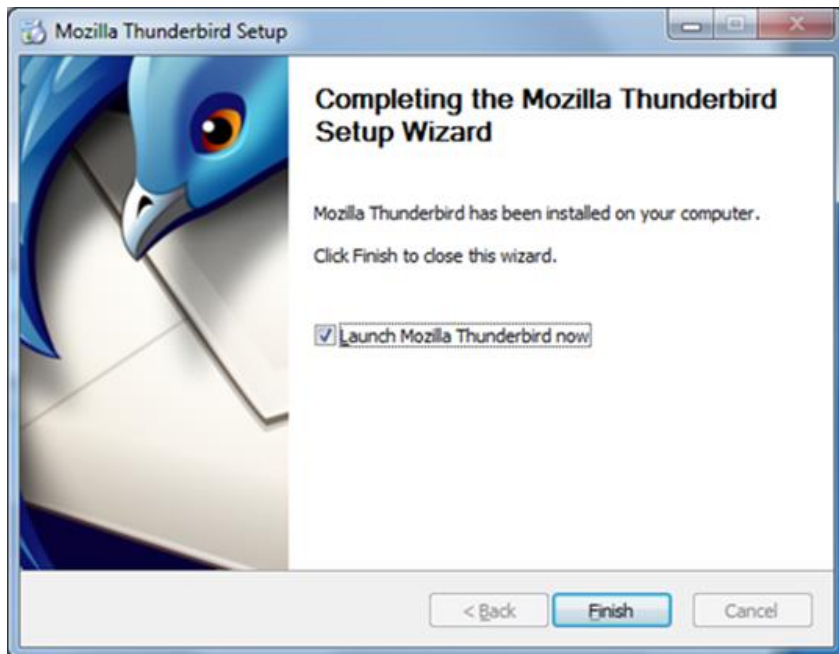 Mozilla Thunderbird Setup
Completing the Mozilla Thunderbird
Setup Wizard
Mozilla Thunderbird has been installed on your computer.
Click Finish to close this wizard.
Launch Mozilla Thunderbird now
< Back
Finish
Cancel